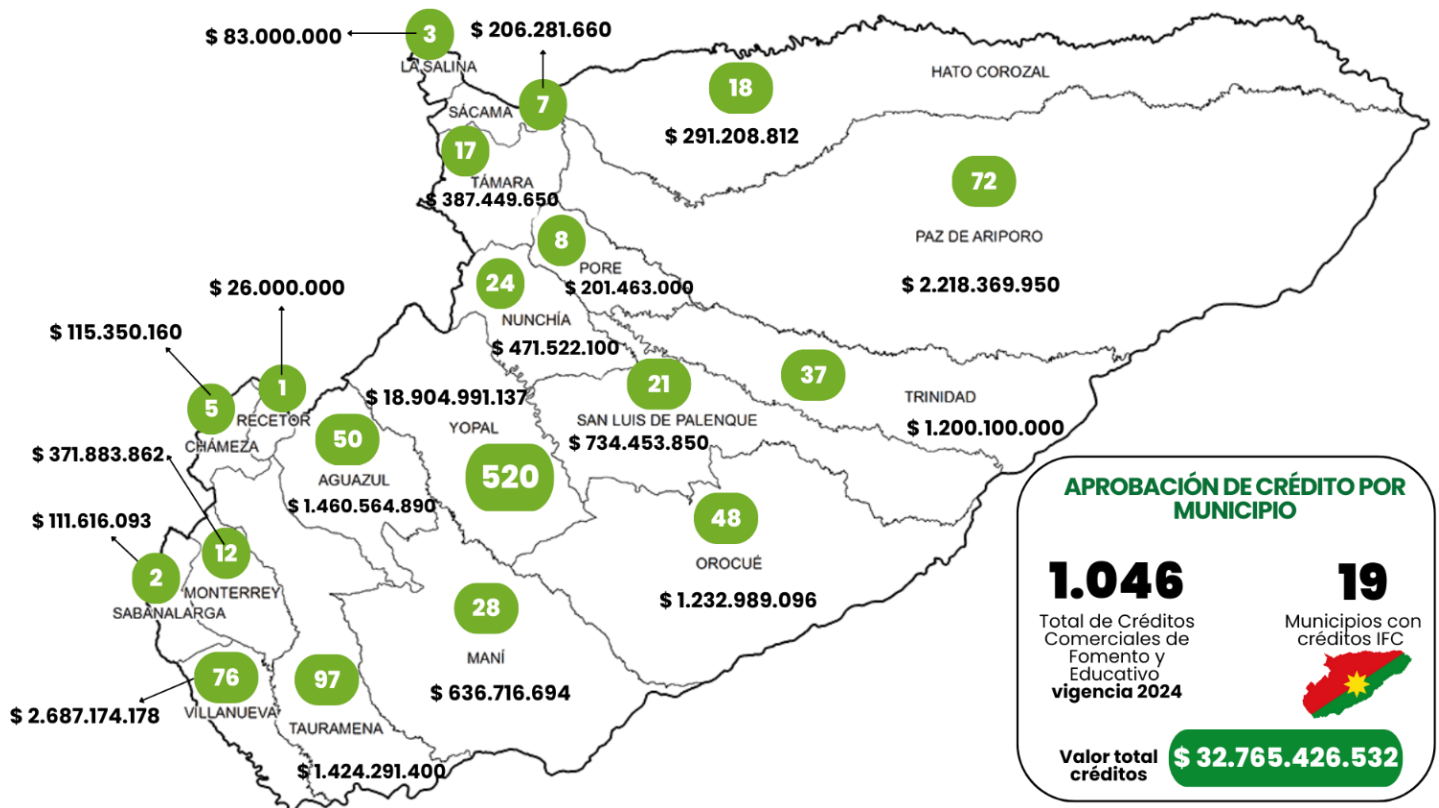 $ 83.000.000
3
LA SALINA
$ 206.281.660
7
SÁCAMA
18
HATO COROZAL
$ 291.208.812
17
TÁMARA
$ 387.449.650
72
PAZ DE ARIPORO
$ 2.218.369.950
8
PORE
$ 201.463.000
24
NUNCHÍA
$ 471.522.100
$ 26.000.000
1
RECETOR
$ 115.350.160
5
CHÁMEZA
37
TRINIDAD
$ 1.200.100.000
21
SAN LUIS DE PALENQUE
$ 734.453.850
$ 18.904.991.137
YOPAL
520
50
AGUAZUL
$ 1.460.564.890
$ 371.883.862
12
MONTERREY
$ 111.616.093
2
SABANALARGA
48
OROCUÉ
$ 1.232.989.096
28
MANÍ
$ 636.716.694
76
VILLANUEVA
$ 2.687.174.178
97
TAURAMENA
$ 1.424.291.400
APROBACIÓN DE CRÉDITO POR
MUNICIPIO
1.046
Total de Créditos
Comerciales de
Fomento y
Educativo
vigencia 2024
19
Municipios con
créditos IFC
Valor total
créditos
$ 32.765.426.532